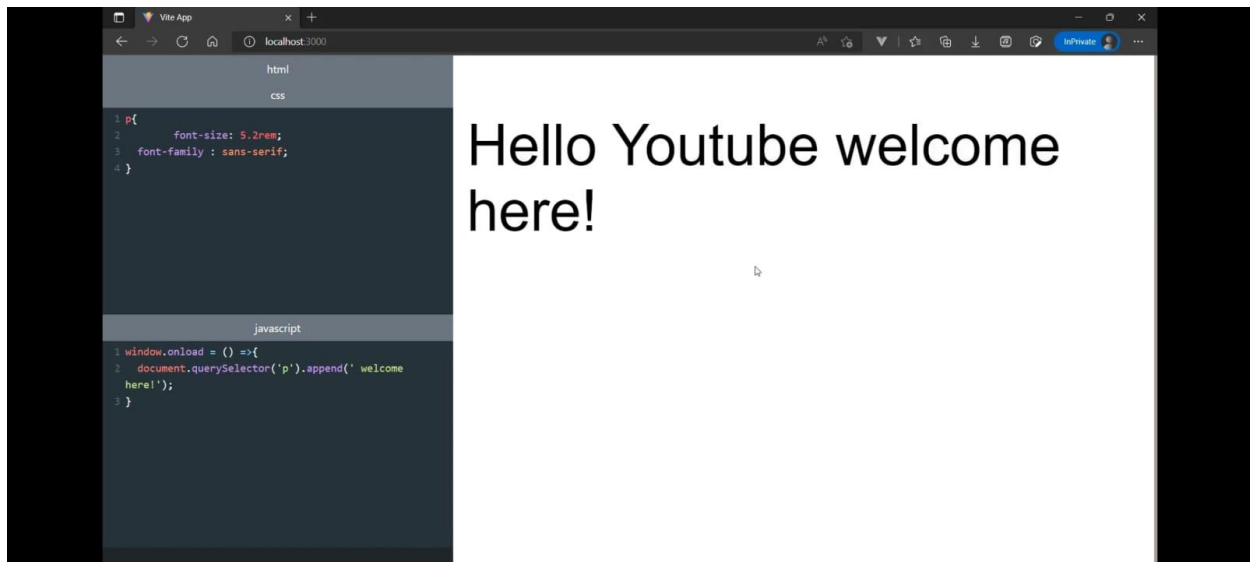 Vite App
localhost:3000
InPrivate
html
css
1 p{
2 font-size: 5.2rem;
3 font-family : sans-serif;
4 }
Hello Youtube welcome
here!
javascript
1 window.onload = () =>{
2 document.querySelector('p').append(' welcome
here!');
3 }